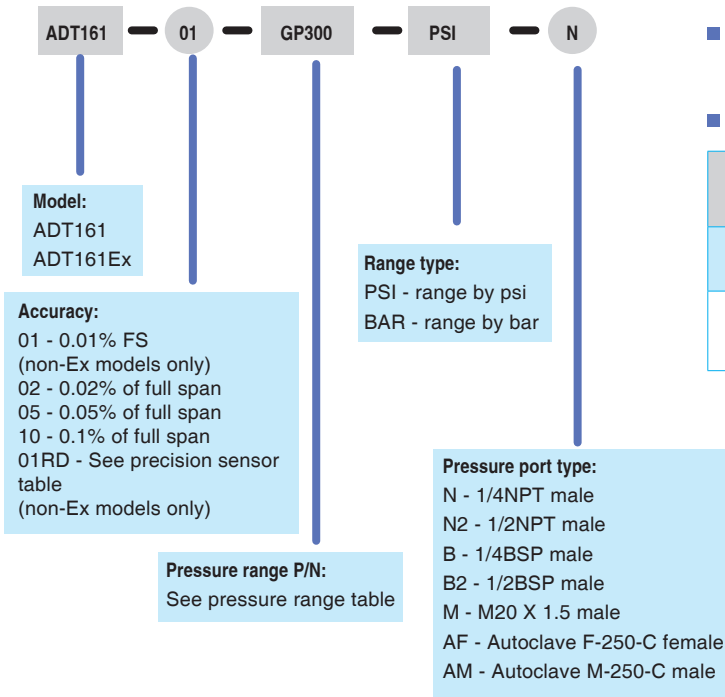 ADT161 01 GP300 PSI N
Model:
ADT161
ADT161Ex
Accuracy:
01 - 0.01% FS
(non-Ex models only)
02 - 0.02% of full span
05 - 0.05% of full span
10 - 0.1% of full span
01RD - See precision sensor
table
(non-Ex models only)
Pressure range P/N:
See pressure range table
Range type:
PSI - range by psi
BAR - range by bar
Pressure port type:
N - 1/4NPT male
N2 - 1/2NPT male
B - 1/4BSP male
B2 - 1/2BSP male
M - M20 X 1.5 male
AF - Autoclave F-250-C female
AM - Autoclave M-250-C male